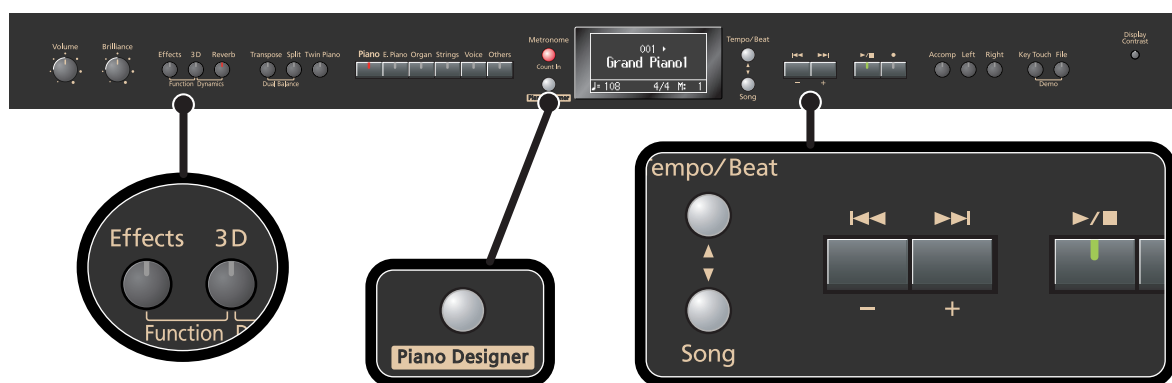 Volume Brilliance
Effects 3D Reverb
Function Dynamics
Transpose Split Twin Piano
Dual Balance
Piano E. Piano Organ Strings Voice Others
Metronome
Count In
Piano Designer
001 ▸
Grand Piano1
♩= 108 4/4 M: 1
Tempo/Beat
▲
▼
Song
I◀◀ ▶▶I
− +
▶/■ ●
Accomp Left Right
Key Touch File
Demo
Display
Contrast
Effects 3D
Function D
Piano Designer
empo/Beat
▲
▼
Song
I◀◀ ▶▶I
− +
▶/■